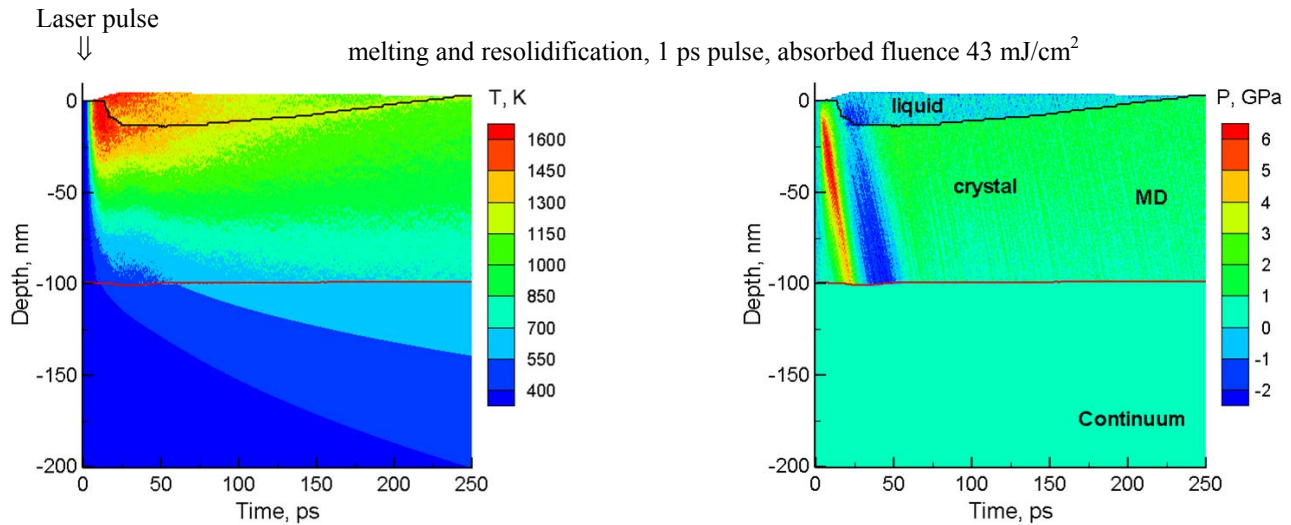 Laser pulse
⇓
melting and resolidification, 1 ps pulse, absorbed fluence 43 mJ/cm²
T, K
1600
1450
1300
1150
1000
850
700
550
400
0
-50
-100
-150
-200
Depth, nm
0 50 100 150 200 250
Time, ps
P, GPa
6
5
4
3
2
1
0
-1
-2
liquid
crystal
MD
Continuum
0
-50
-100
-150
-200
Depth, nm
0 50 100 150 200 250
Time, ps